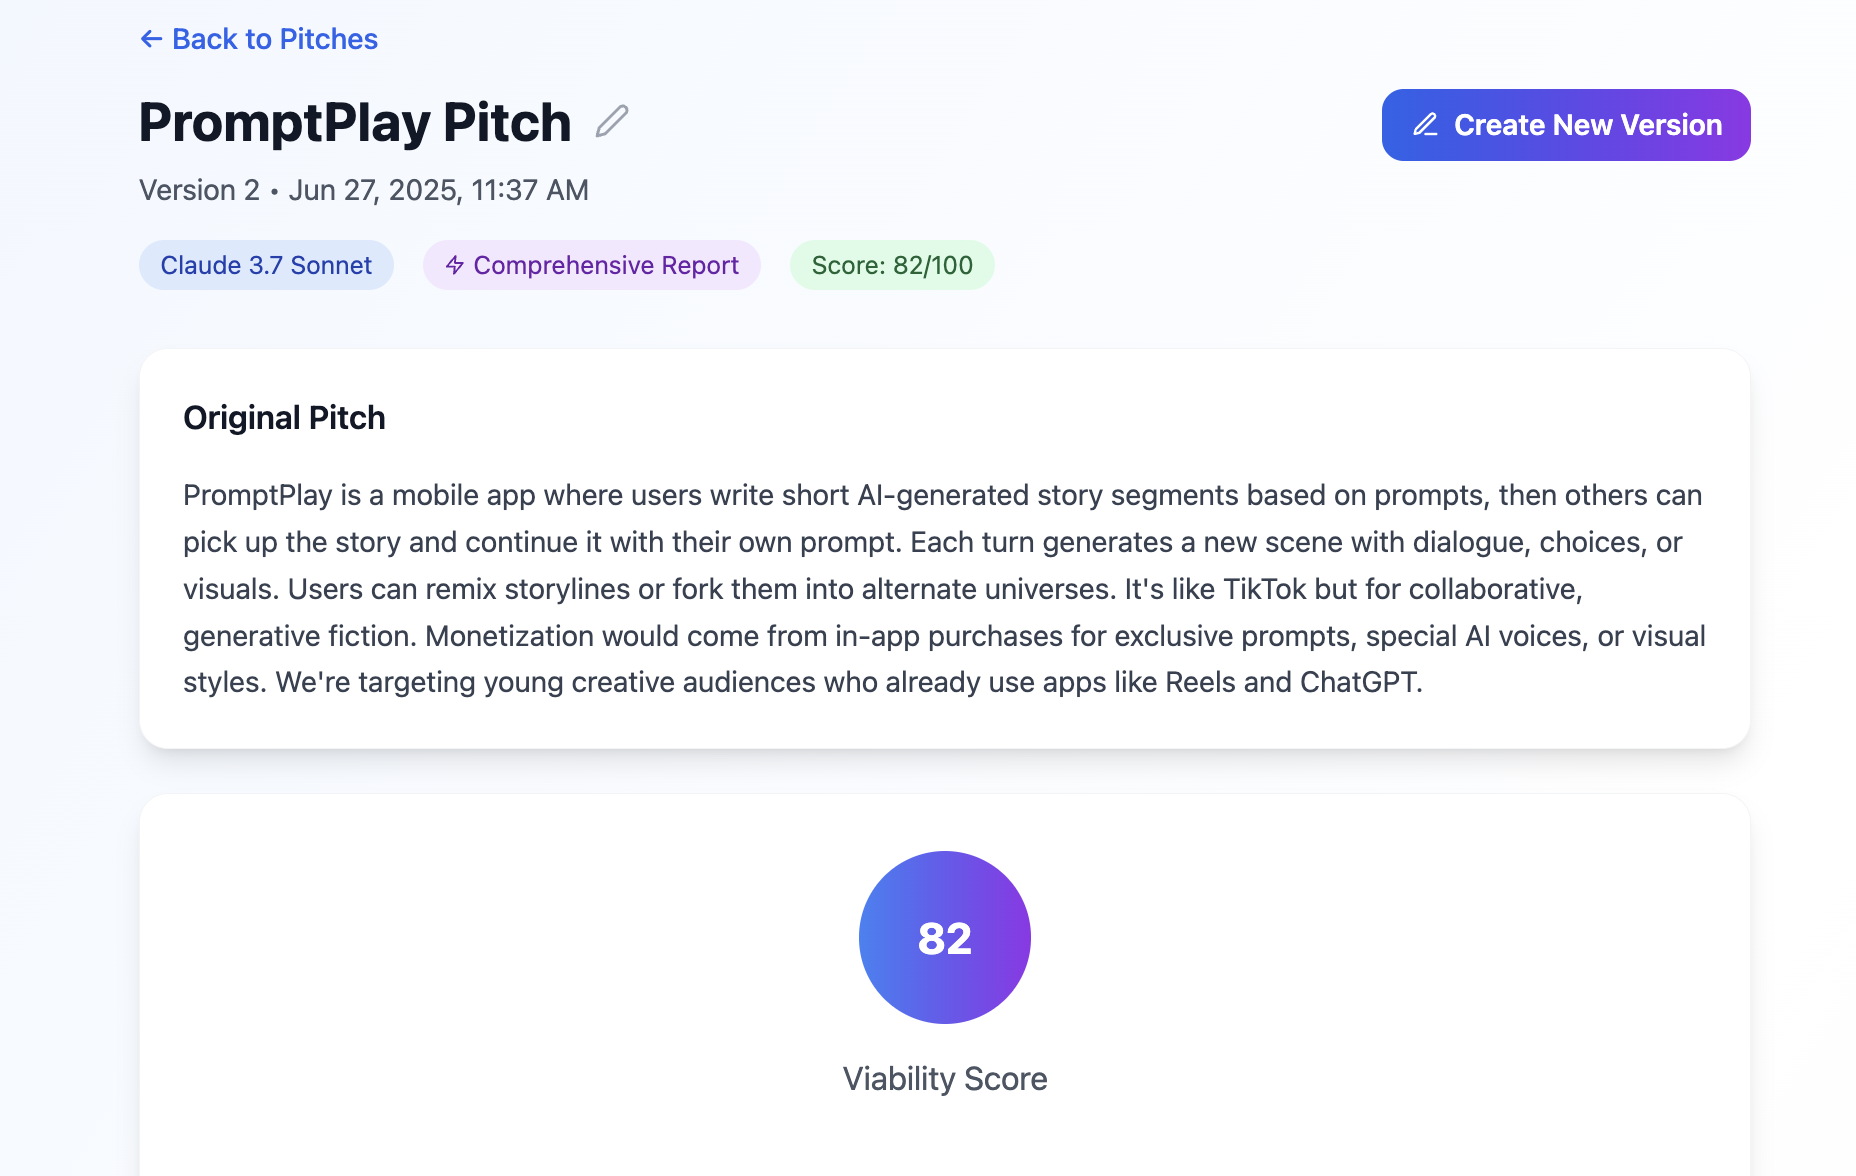 ← Back to Pitches
PromptPlay Pitch
Create New Version
Version 2 • Jun 27, 2025, 11:37 AM
Claude 3.7 Sonnet
Comprehensive Report
Score: 82/100
Original Pitch
PromptPlay is a mobile app where users write short AI-generated story segments based on prompts, then others can
pick up the story and continue it with their own prompt. Each turn generates a new scene with dialogue, choices, or
visuals. Users can remix storylines or fork them into alternate universes. It's like TikTok but for collaborative,
generative fiction. Monetization would come from in-app purchases for exclusive prompts, special AI voices, or visual
styles. We're targeting young creative audiences who already use apps like Reels and ChatGPT.
82
Viability Score